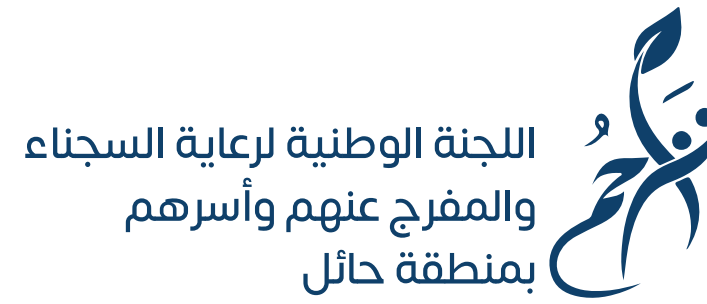 اللجنة الوطنية لرعاية السجناء
والمفرج عنهم وأسرهم
بمنطقة حائل